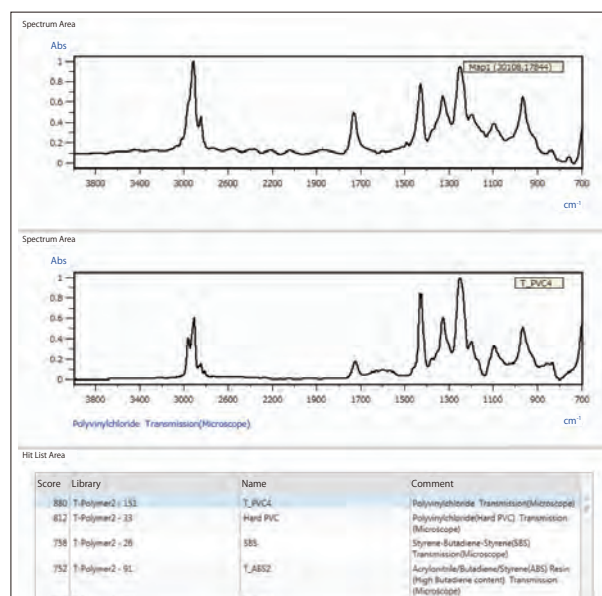 Spectrum Area
Abs
Map1 (30108,17844)
1
0.8
0.6
0.4
0.2
0
3800 3400 3000 2600 2200 1900 1700 1500 1300 1100 900 700
cm-1
Spectrum Area
Abs
T_PVC4
1
0.8
0.6
0.4
0.2
0
3800 3400 3000 2600 2200 1900 1700 1500 1300 1100 900 700
Polyvinylchloride Transmission(Microscope)
cm-1
Hit List Area
Score Library Name Comment
880 T-Polymer2 - 151 T_PVC4 Polyvinylchloride Transmission(Microscope)
812 T-Polymer2 - 33 Hard PVC Polyvinylchloride(Hard PVC) Transmission
(Microscope)
758 T-Polymer2 - 28 SBS Styrene-Butadiene-Styrene(SBS)
Transmission(Microscope)
752 T-Polymer2 - 91 T_ABS2 Acrylonitrile/Butadiene/Styrene(ABS) Resin
(High Butadiene content) Transmission
(Microscope)